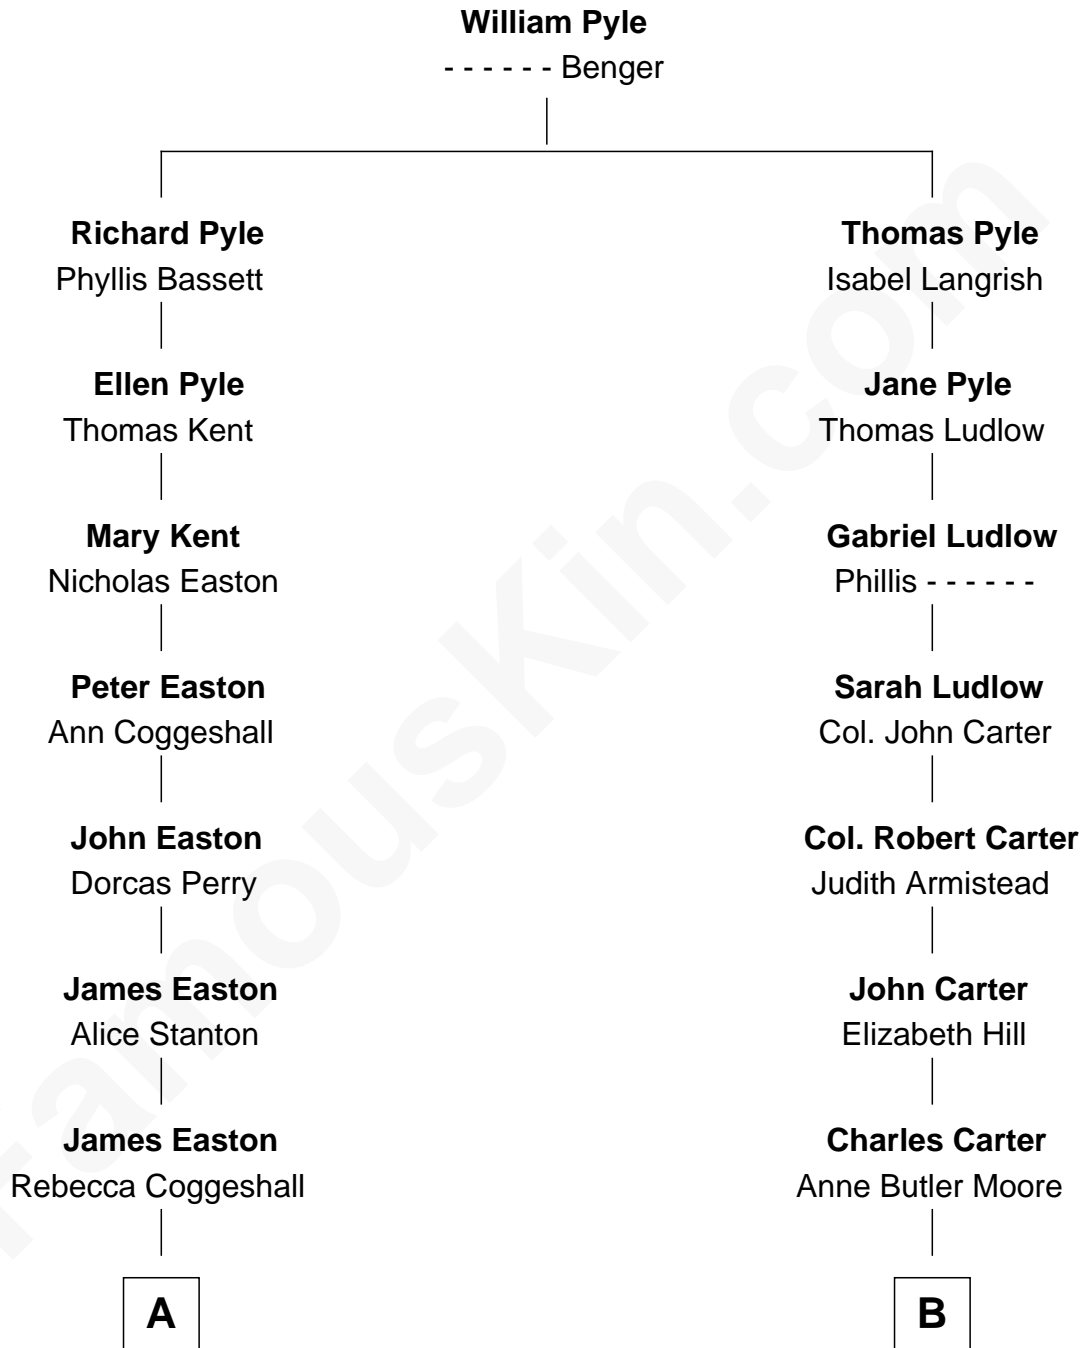 William Pyle
- - - - - - Benger
Richard Pyle
Phyllis Bassett
Thomas Pyle
Isabel Langrish
Ellen Pyle
Thomas Kent
Jane Pyle
Thomas Ludlow
Mary Kent
Nicholas Easton
Gabriel Ludlow
Phillis - - - - - -
Peter Easton
Ann Coggeshall
Sarah Ludlow
Col. John Carter
John Easton
Dorcas Perry
Col. Robert Carter
Judith Armistead
James Easton
Alice Stanton
John Carter
Elizabeth Hill
James Easton
Rebecca Coggeshall
Charles Carter
Anne Butler Moore
A
B
FamousKin.com